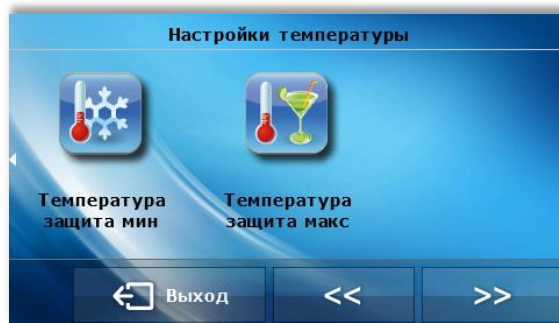 Настройки температуры
Температура
защита мин
Температура
защита макс
Выход
<<
>>